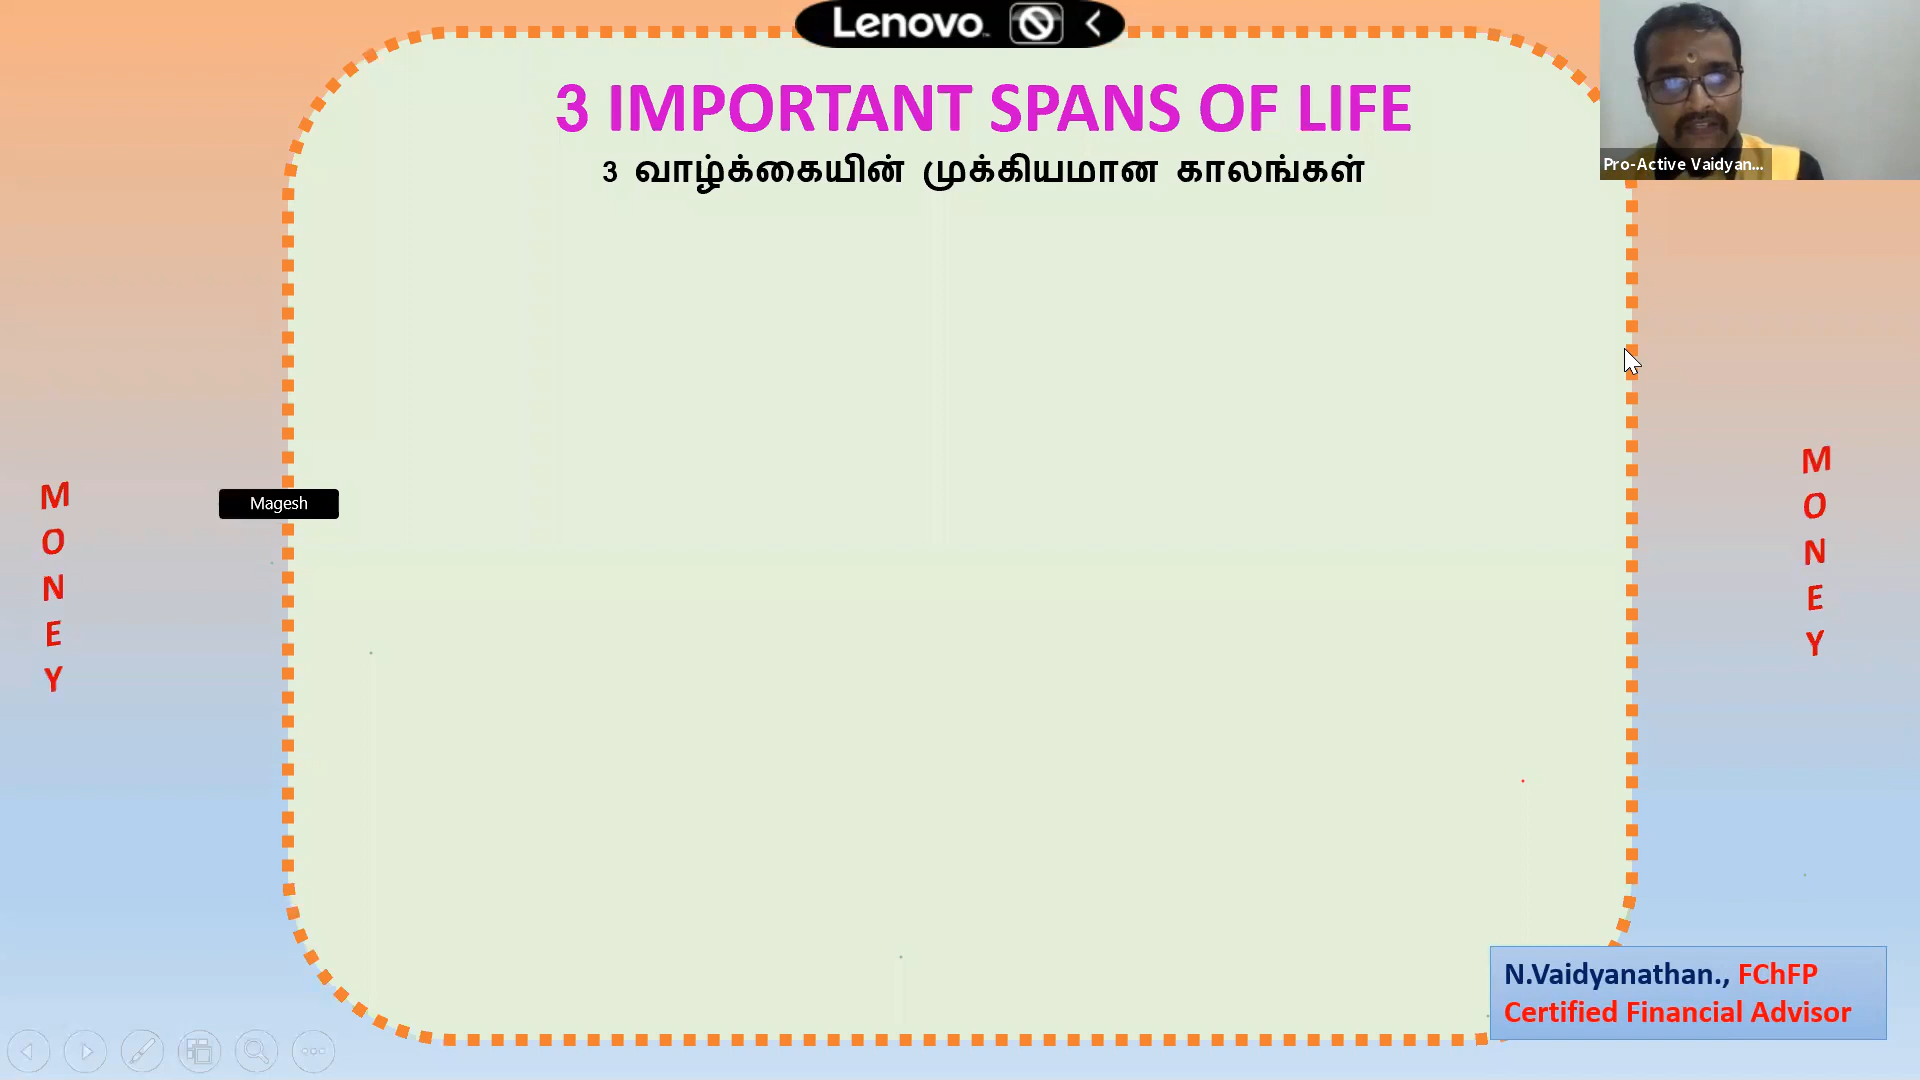 Lenovo
3 IMPORTANT SPANS OF LIFE
3 வாழ்க்கையின் முக்கியமான காலங்கள்
Pro-Active Vaidyan...
Magesh
M
O
N
E
Y
M
O
N
E
Y
N.Vaidyanathan., FChFP
Certified Financial Advisor